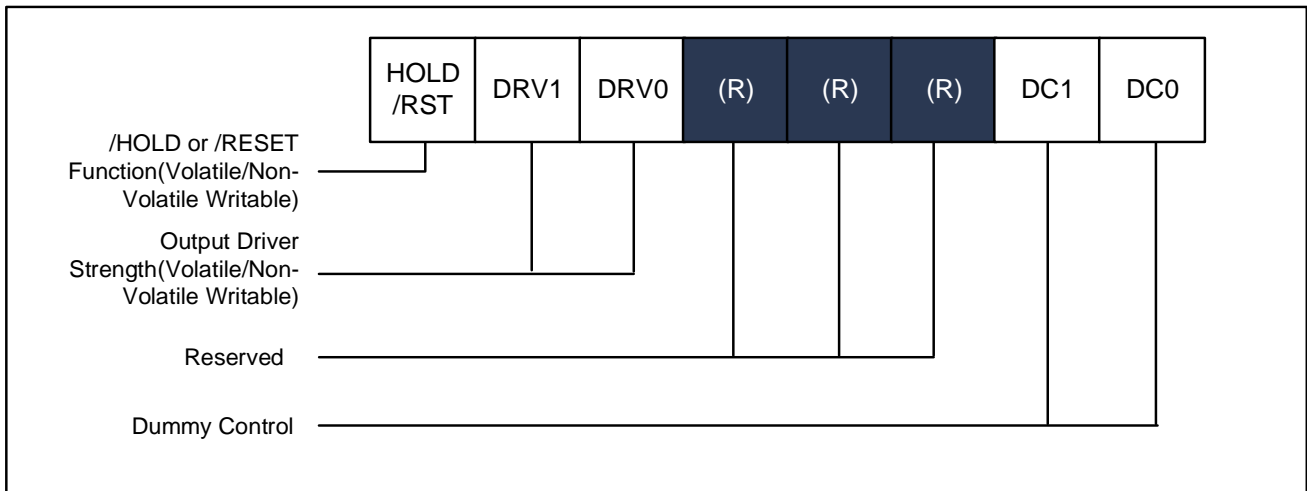 HOLD
/RST
DRV1
DRV0
(R)
(R)
(R)
DC1
DC0
/HOLD or /RESET
Function(Volatile/Non-
Volatile Writable)
Output Driver
Strength(Volatile/Non-
Volatile Writable)
Reserved
Dummy Control